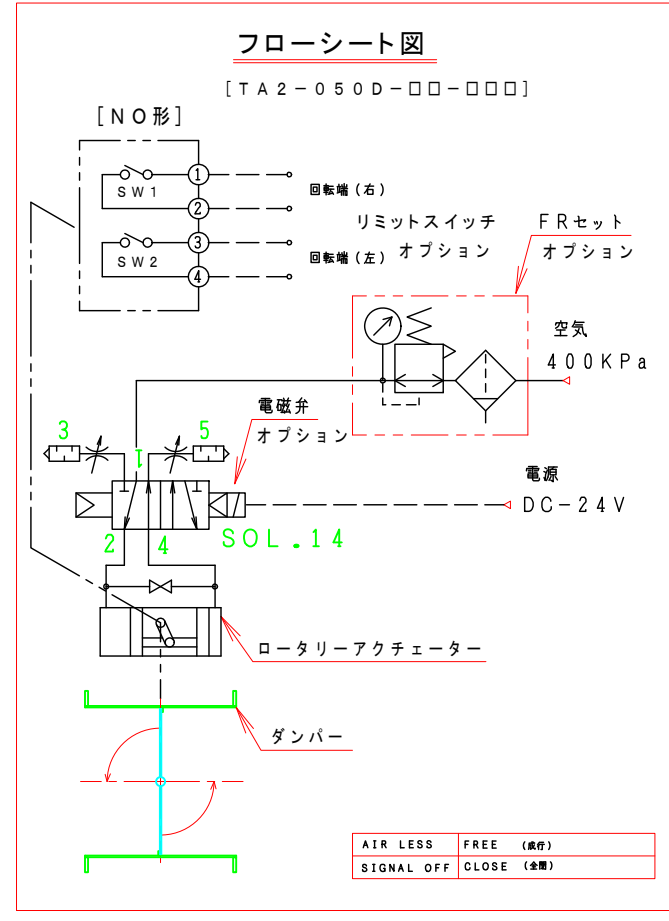 フローシート図
[TA2-050D-□□-□□□]
[NO形]
1
SW1
2
回転端(右)
3
SW2
4
回転端(左)
リミットスイッチ
オプション
FRセット
オプション
空気
400KPa
電磁弁
オプション
3
1
5
電源
DC-24V
2
4
SOL.14
ロータリーアクチェーター
ダンパー
AIR LESS FREE (成行)
SIGNAL OFF CLOSE (全閉)